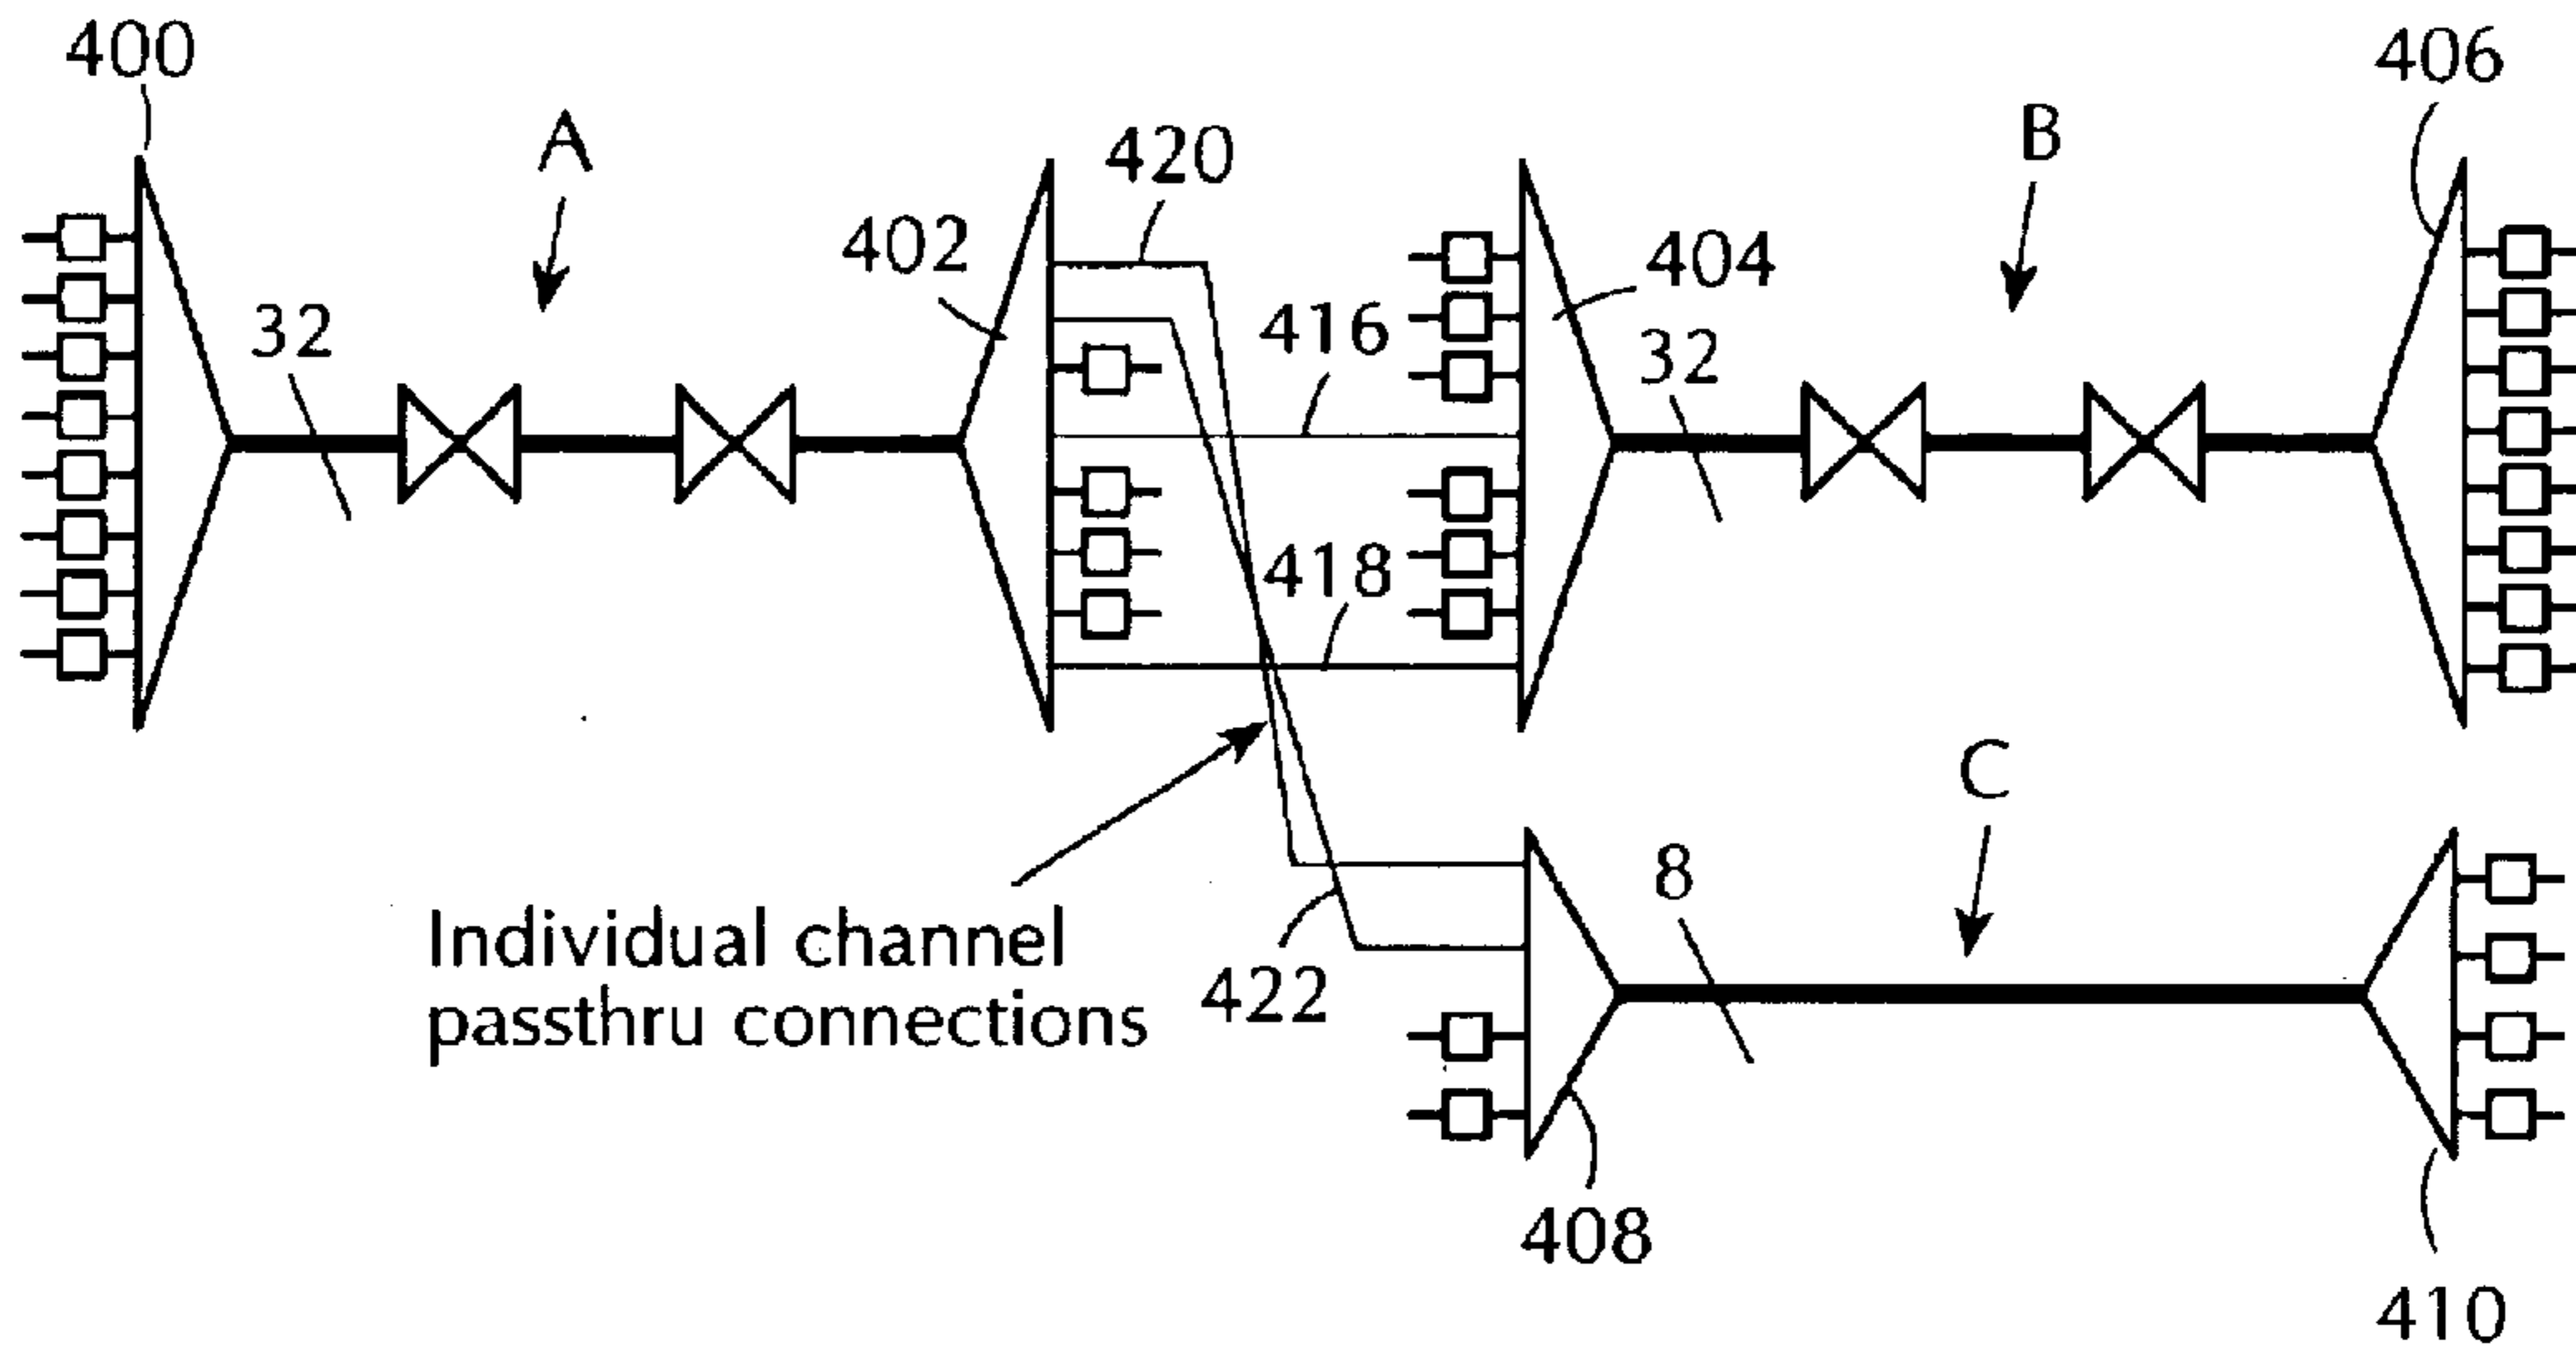 400
406
A
B
420
402
404
416
32
32
418
C
8
Individual channel
passthru connections
422
408
410